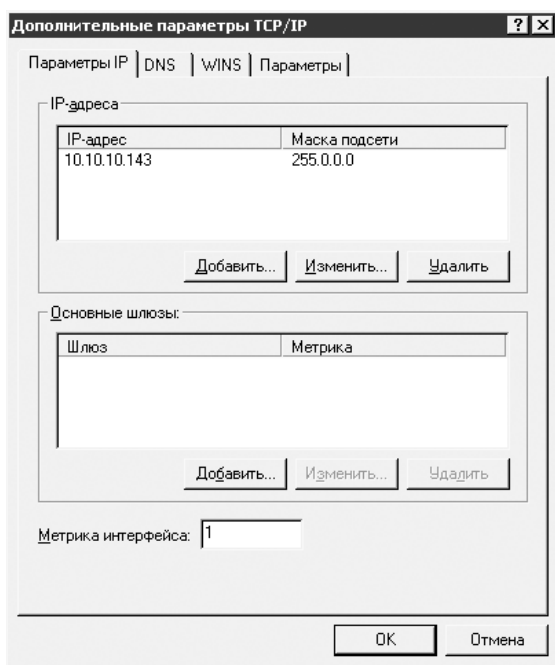 Дополнительные параметры TCP/IP
Параметры IP DNS WINS Параметры
IP-адреса
IP-адрес Маска подсети
10.10.10.143 255.0.0.0
Добавить... Изменить... Удалить
Основные шлюзы:
Шлюз Метрика
Добавить... Изменить... Удалить
Метрика интерфейса: 1
OK Отмена